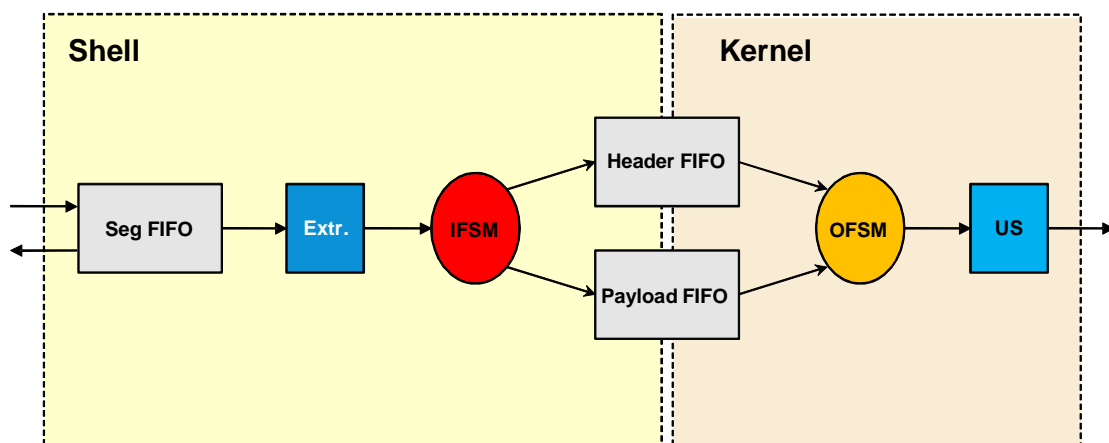 Shell
Kernel
Header FIFO
Seg FIFO
Extr.
IFSM
OFSM
US
Payload FIFO